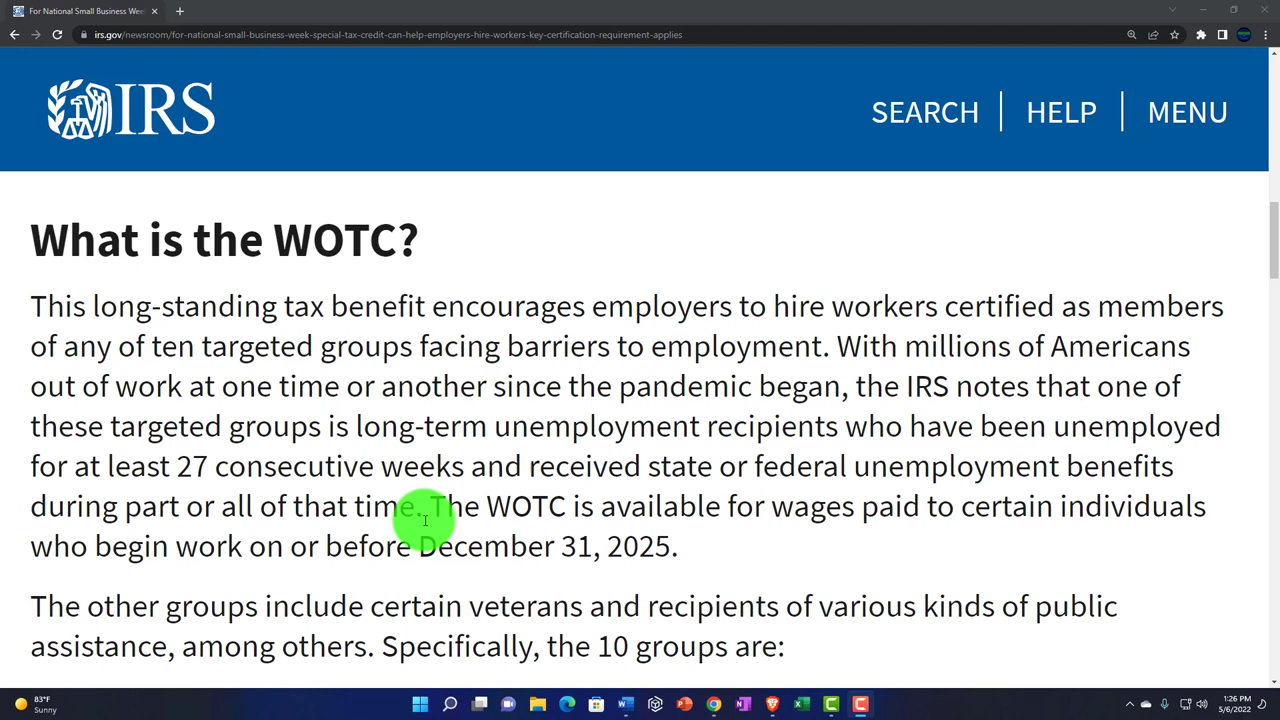 For National Small Business Wee
irs.gov/newsroom/for-national-small-business-week-special-tax-credit-can-help-employers-hire-workers-key-certification-requirement-applies
IRS
SEARCH HELP MENU
What is the WOTC?
This long-standing tax benefit encourages employers to hire workers certified as members
of any of ten targeted groups facing barriers to employment. With millions of Americans
out of work at one time or another since the pandemic began, the IRS notes that one of
these targeted groups is long-term unemployment recipients who have been unemployed
for at least 27 consecutive weeks and received state or federal unemployment benefits
during part or all of that time. The WOTC is available for wages paid to certain individuals
who begin work on or before December 31, 2025.
The other groups include certain veterans and recipients of various kinds of public
assistance, among others. Specifically, the 10 groups are:
83°F
Sunny
1:26 PM
5/6/2022